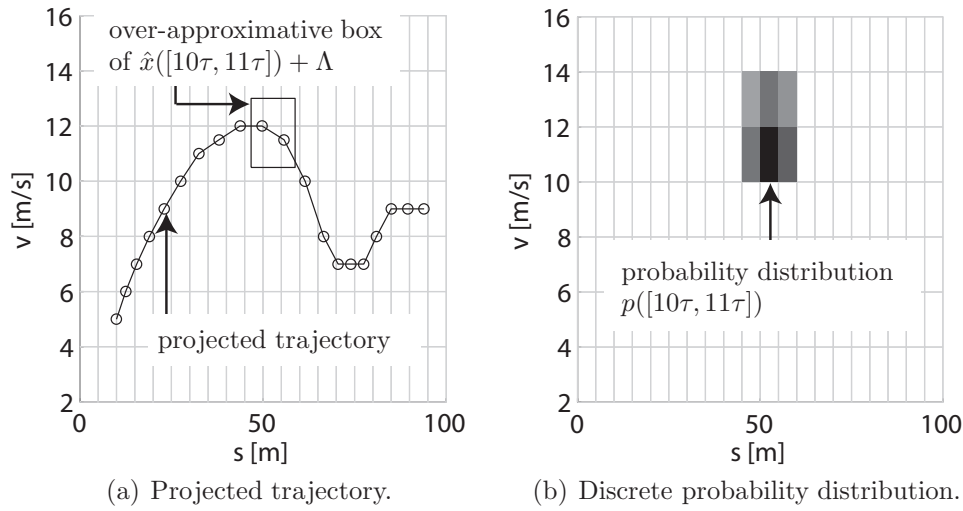 over-approximative box
of x̂([10τ, 11τ]) + Λ
16
14
12
10
8
6
4
2
v [m/s]
projected trajectory
0
50
100
s [m]
(a) Projected trajectory.
16
14
12
10
8
6
4
2
v [m/s]
probability distribution
p([10τ, 11τ])
0
50
100
s [m]
(b) Discrete probability distribution.